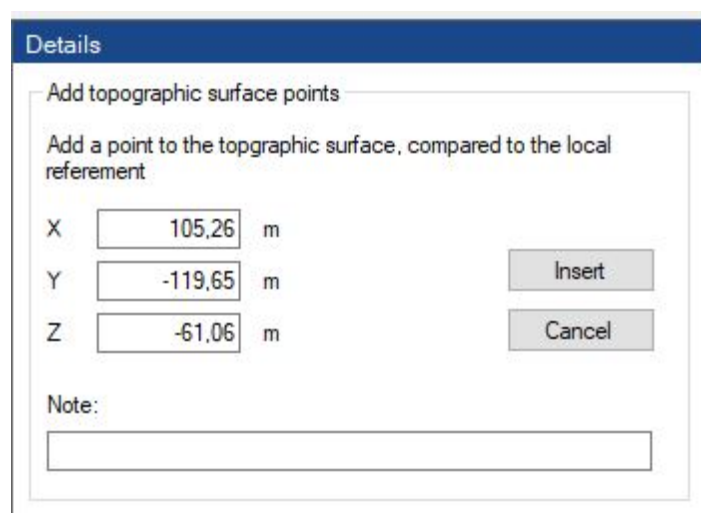 Details
Add topographic surface points
Add a point to the topgraphic surface, compared to the local
referement
X 105,26 m
Y -119,65 m
Insert
Z -61,06 m
Cancel
Note: